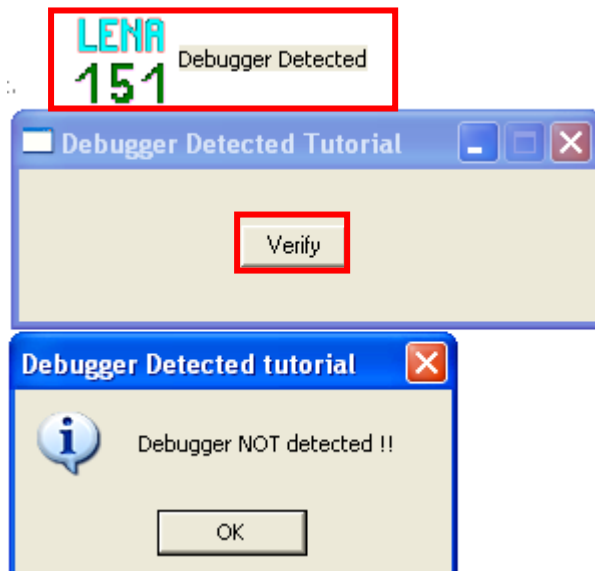 LENA
151
Debugger Detected
Debugger Detected Tutorial
Verify
Debugger Detected tutorial
Debugger NOT detected !!
OK